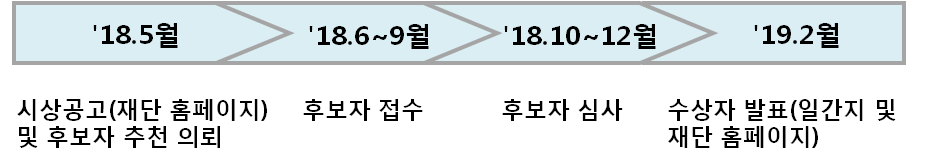 '18.5월
'18.6~9월
'18.10~12월
'19.2월
시상공고(재단 홈페이지)
및 후보자 추천 의뢰
후보자 접수
후보자 심사
수상자 발표(일간지 및
재단 홈페이지)